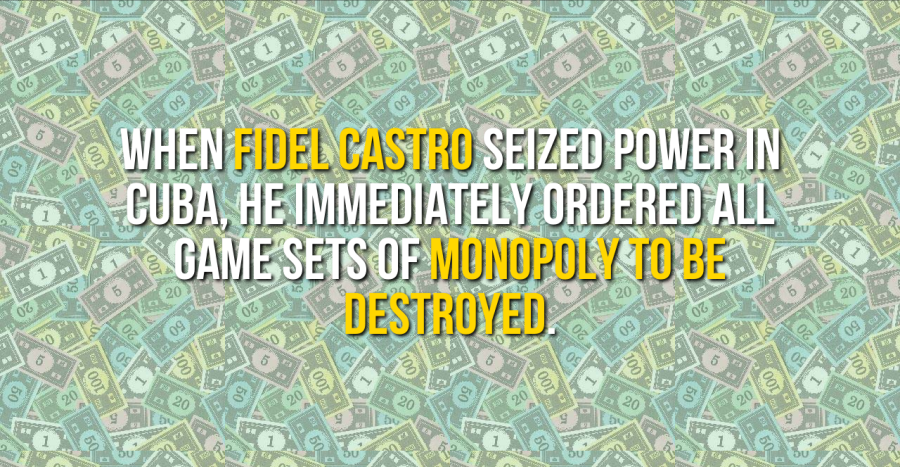 WHEN FIDEL CASTRO SEIZED POWER IN
CUBA, HE IMMEDIATELY ORDERED ALL
GAME SETS OF MONOPOLY TO BE
DESTROYED.